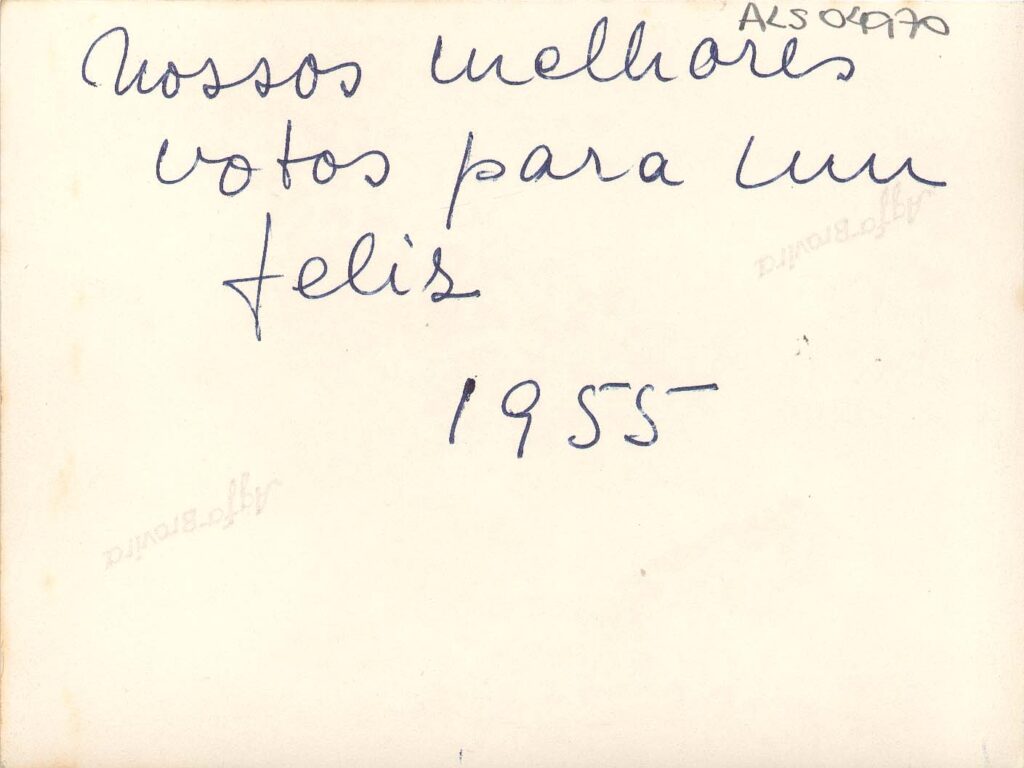 ALS 04970
Nossos melhores
votos para um
felis
1955
Agfa-Brovira
Agfa-Brovira